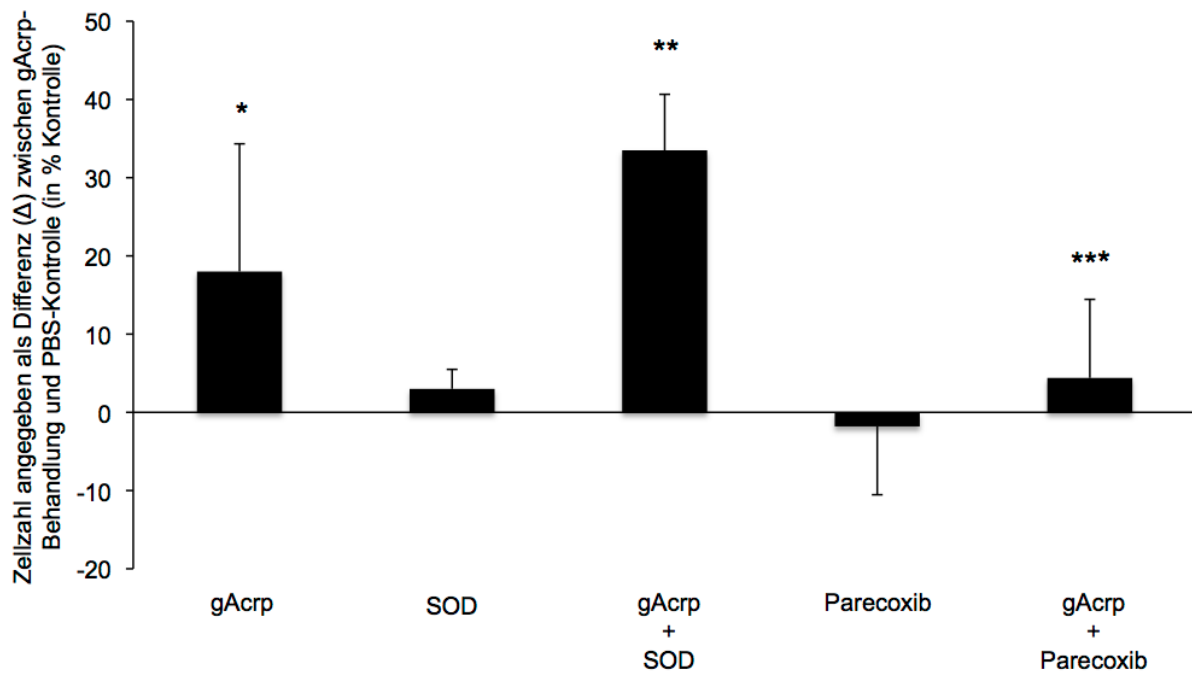 Zellzahl angegeben als Differenz (Δ) zwischen gAcrp-
Behandlung und PBS-Kontrolle (in % Kontrolle)
50
40
30
20
10
0
-10
-20
*
**
***
gAcrp
SOD
gAcrp
+
SOD
Parecoxib
gAcrp
+
Parecoxib